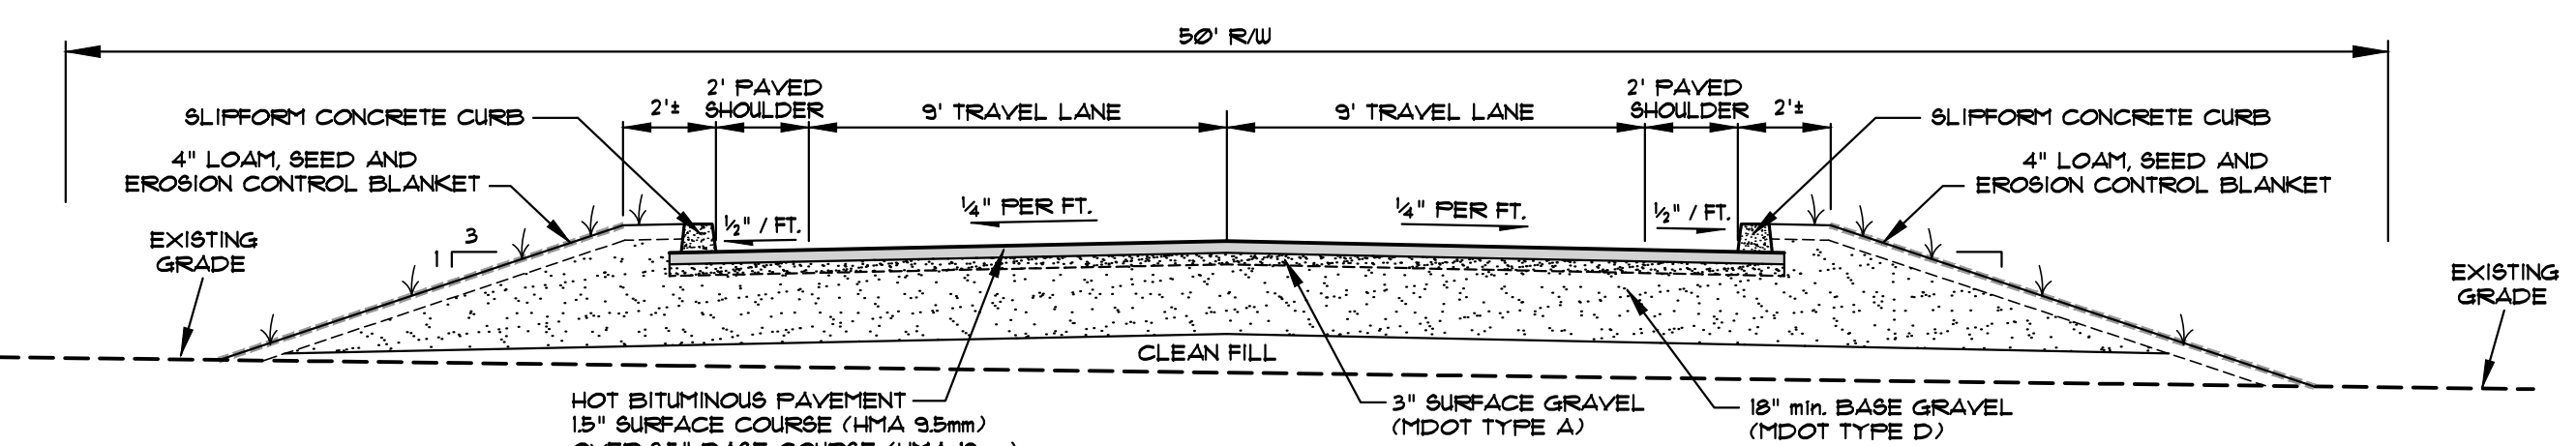 50' R/W
2' PAVED
SHOULDER
2'±
9' TRAVEL LANE
9' TRAVEL LANE
2' PAVED
SHOULDER
2'±
SLIPFORM CONCRETE CURB
SLIPFORM CONCRETE CURB
4" LOAM, SEED AND
EROSION CONTROL BLANKET
4" LOAM, SEED AND
EROSION CONTROL BLANKET
1/2" / FT.
1/4" PER FT.
1/4" PER FT.
1/2" / FT.
3
1
EXISTING
GRADE
EXISTING
GRADE
CLEAN FILL
HOT BITUMINOUS PAVEMENT
1.5" SURFACE COURSE (HMA 9.5mm)
3" SURFACE GRAVEL
(MDOT TYPE A)
18" min. BASE GRAVEL
(MDOT TYPE D)